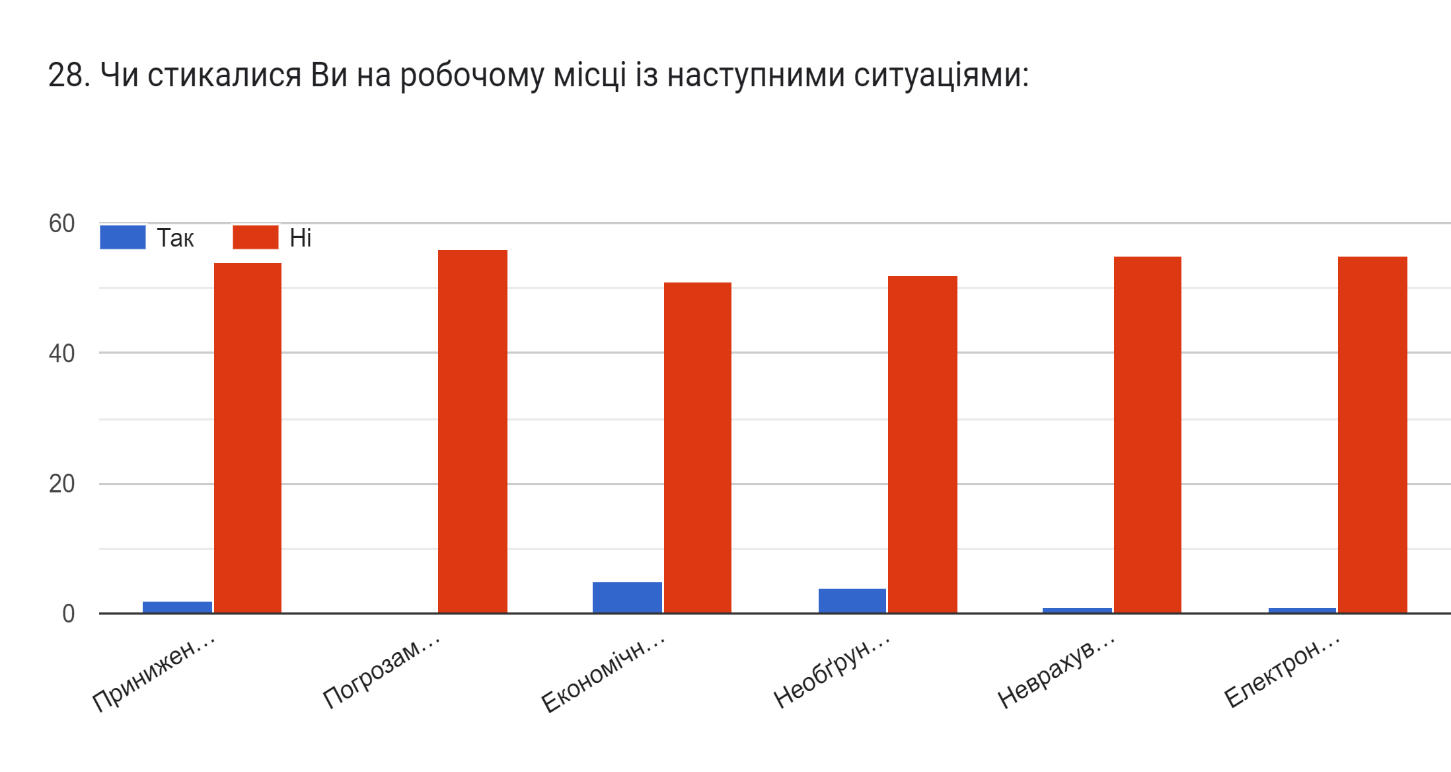 28. Чи стикалися Ви на робочому місці із наступними ситуаціями:
60
Так Ні
40
20
0
Принижен…
Погрозам…
Економічн…
Необґрун…
Неврахув…
Електрон…